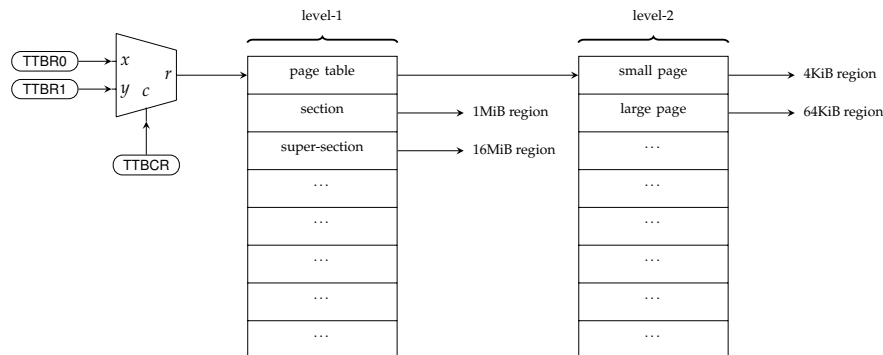 level-1
level-2
TTBR0
TTBR1
x
y
c
r
TTBCR
page table
section
super-section
...
...
...
...
...
1MiB region
16MiB region
small page
large page
...
...
...
...
...
...
4KiB region
64KiB region